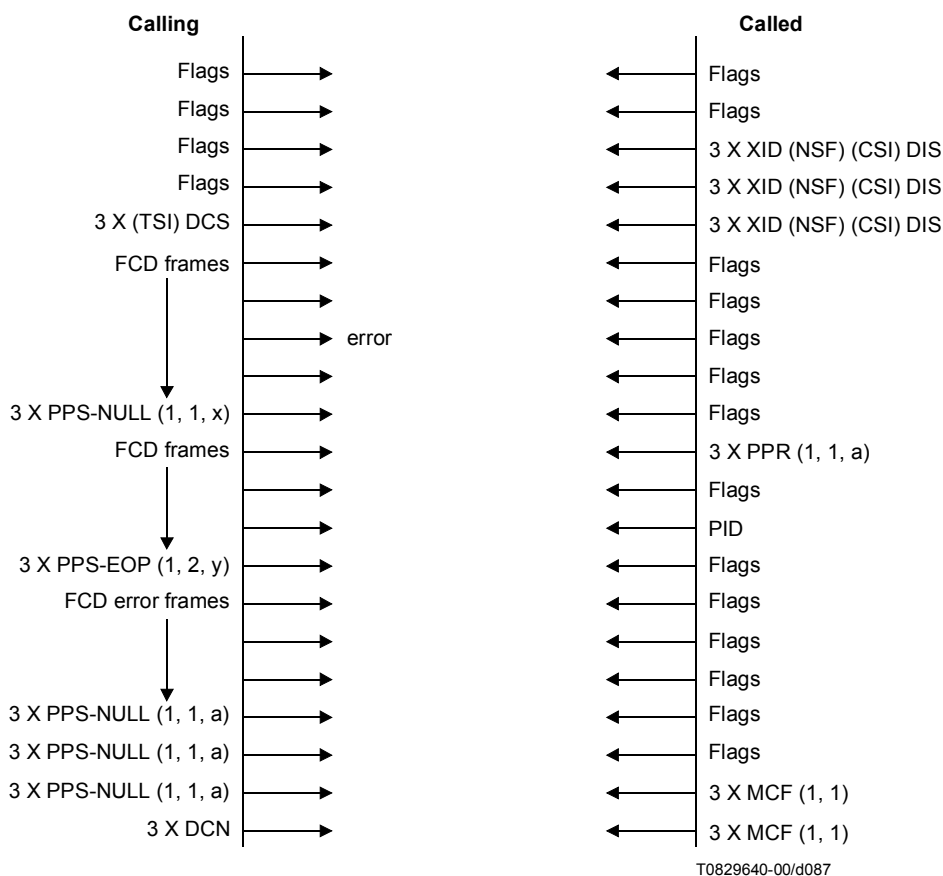 Calling
Called
Flags
Flags
Flags
Flags
Flags
3 X XID (NSF) (CSI) DIS
Flags
3 X XID (NSF) (CSI) DIS
3 X (TSI) DCS
3 X XID (NSF) (CSI) DIS
FCD frames
Flags
Flags
error
Flags
Flags
3 X PPS-NULL (1, 1, x)
Flags
FCD frames
3 X PPR (1, 1, a)
Flags
PID
3 X PPS-EOP (1, 2, y)
Flags
FCD error frames
Flags
Flags
Flags
3 X PPS-NULL (1, 1, a)
Flags
3 X PPS-NULL (1, 1, a)
Flags
3 X PPS-NULL (1, 1, a)
3 X MCF (1, 1)
3 X DCN
3 X MCF (1, 1)
T0829640-00/d087